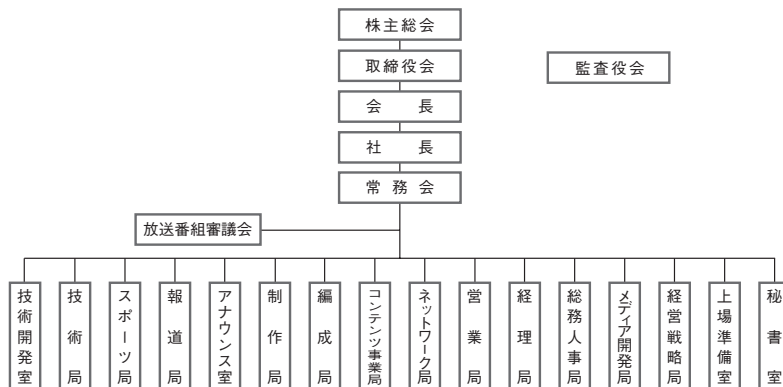 株主総会
取締役会
監査役会
会長
社長
常務会
放送番組審議会
技術開発室
技術局
スポーツ局
報道局
アナウンス室
制作局
編成局
コンテンツ事業局
ネットワーク局
営業局
経理局
総務人事局
メディア開発局
経営戦略局
上場準備室
秘書室